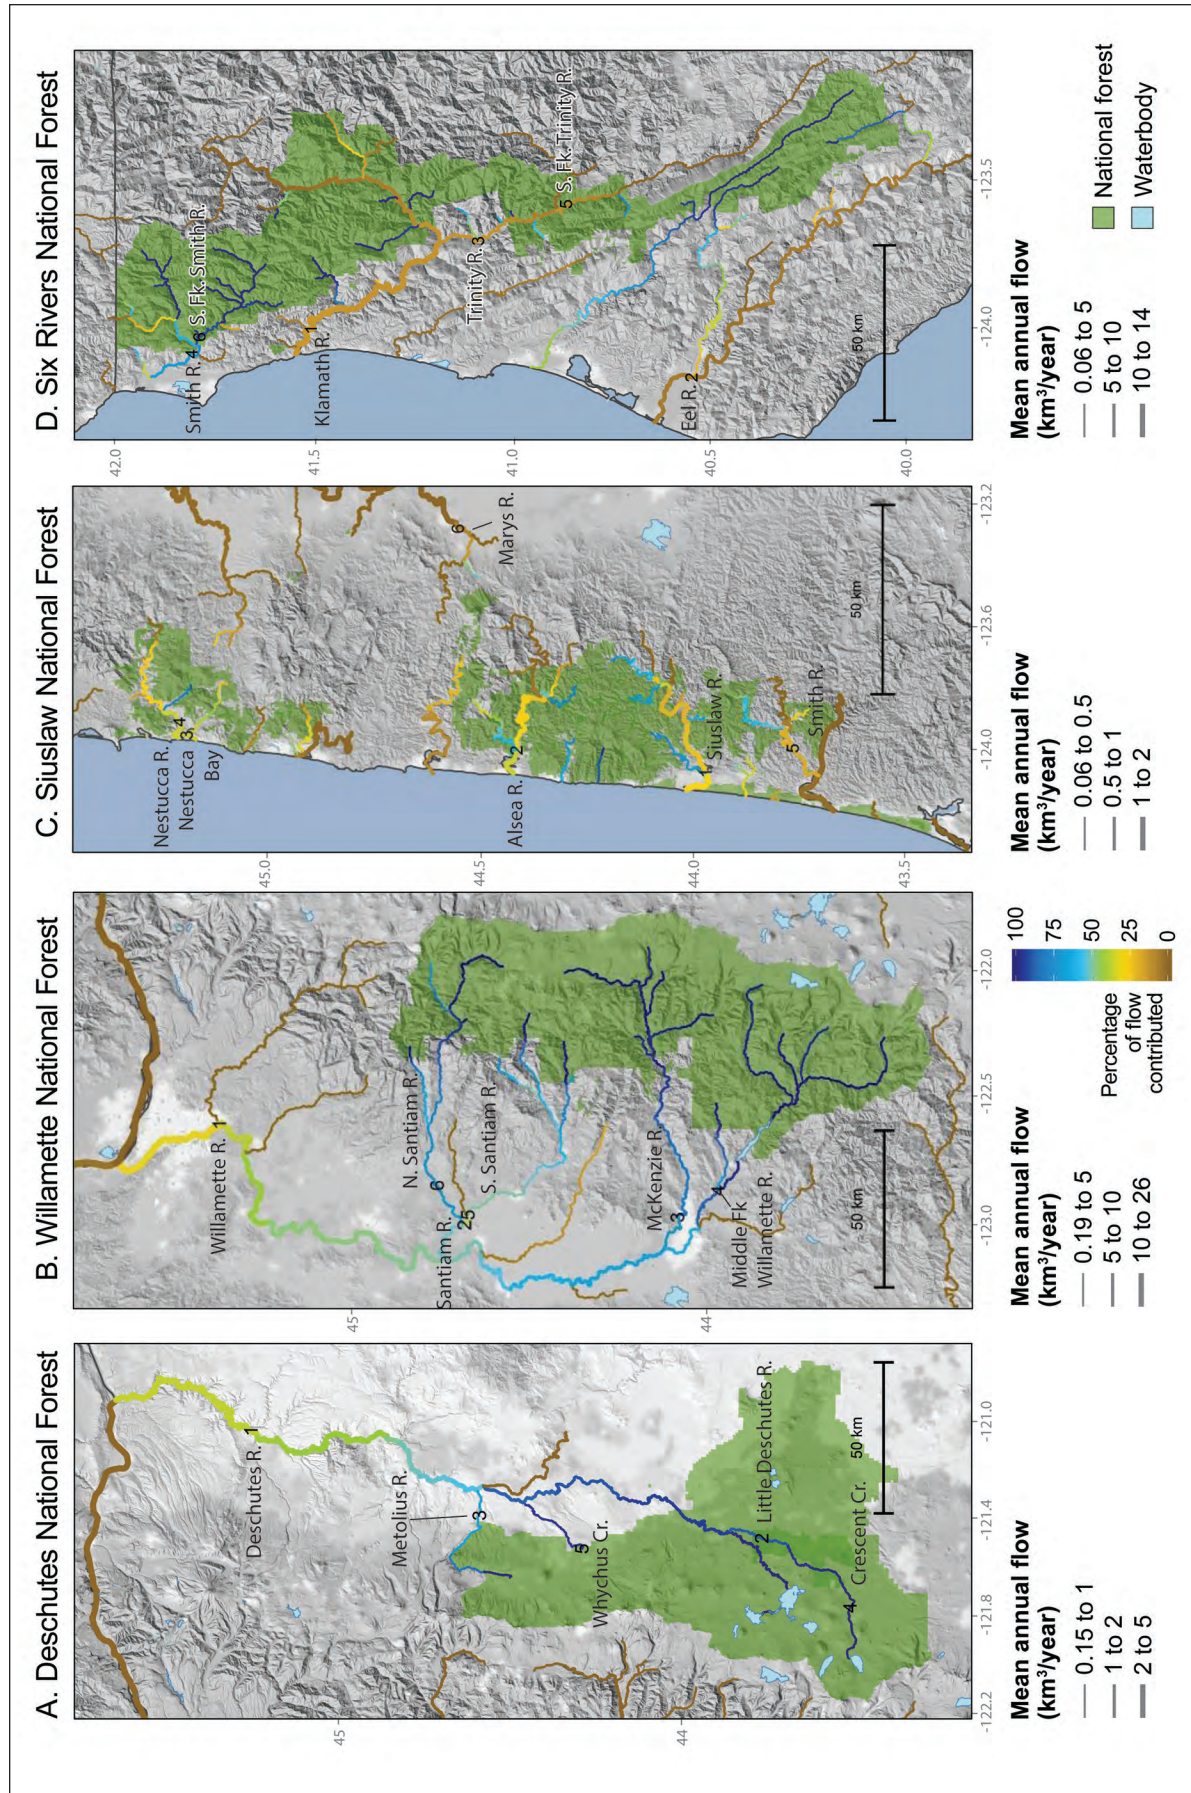 A. Deschutes National Forest
45
44
Deschutes R.
1
Metolius R.
3
5
Whychus Cr.
2
Little Deschutes R.
4
Crescent Cr.
50 km
-122.2
-121.8
-121.4
-121.0
Mean annual flow
(km³/year)
0.15 to 1
1 to 2
2 to 5
B. Willamette National Forest
45
44
Willamette R.
1
N. Santiam R.
6
Santiam R.
25
S. Santiam R.
McKenzie R.
3
4
Middle Fk
Willamette R.
50 km
-123.0
-122.5
-122.0
Mean annual flow
(km³/year)
0.19 to 5
5 to 10
10 to 26
Percentage
of flow
contributed
100
75
50
25
0
C. Siuslaw National Forest
45.0
44.5
44.0
43.5
Nestucca R.
Nestucca
Bay
3
4
Alsea R.
2
6
Marys R.
1
Siuslaw R.
5
Smith R.
50 km
-124.0
-123.6
-123.2
Mean annual flow
(km³/year)
0.06 to 0.5
0.5 to 1
1 to 2
D. Six Rivers National Forest
42.0
41.5
41.0
40.5
40.0
Smith R.
4
6
S. Fk. Smith R.
1
Klamath R.
Trinity R.
3
5
S. Fk. Trinity R.
Eel R.
2
50 km
-124.0
-123.5
Mean annual flow
(km³/year)
0.06 to 5
5 to 10
10 to 14
National forest
Waterbody